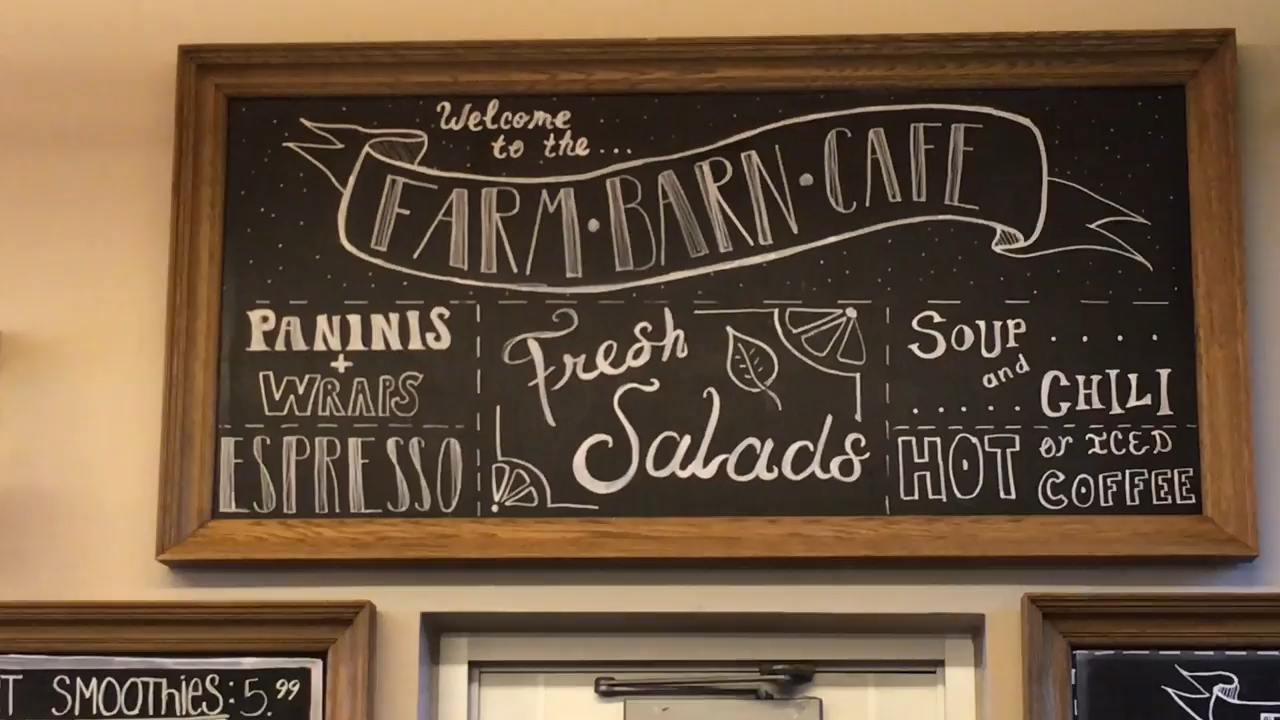 Welcome
to the...
FARM·BARN·CAFE
PANINIS
+
WRAPS
ESPRESSO
Fresh
Salads
SOUP....
and
.....CHILI
HOT or ICED
COFFEE
SMOOTHiES: 5.99